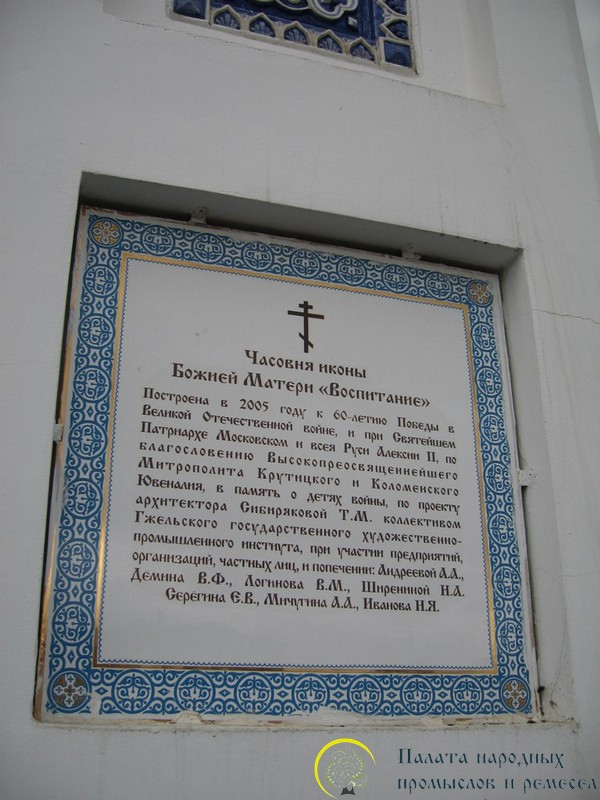 Часовня иконы
Божией Матери «Воспитание»
Построена в 2005 году к 60-летию Победы в
Великой Отечественной войне, и при Святейшем
Патриархе Московском и всея Руси Алексии II, по
благословению Высокопреосвященнейшего
Митрополита Крутицкого и Коломенского
Ювеналия, в память о детях войны, по проекту
архитектора Сибиряковой Т.М. коллективом
Гжельского государственного художественно-
промышленного инстиута, при участии предприятий,
организаций, частных лиц, и попечении: Андреевой А.А.,
Демина В.Ф., Логинова В.М., Ширениной Н.А.
Серегина Е.В., Мичугина А.А., Иванова Н.Я.
Палата народных
промыслов и ремесел